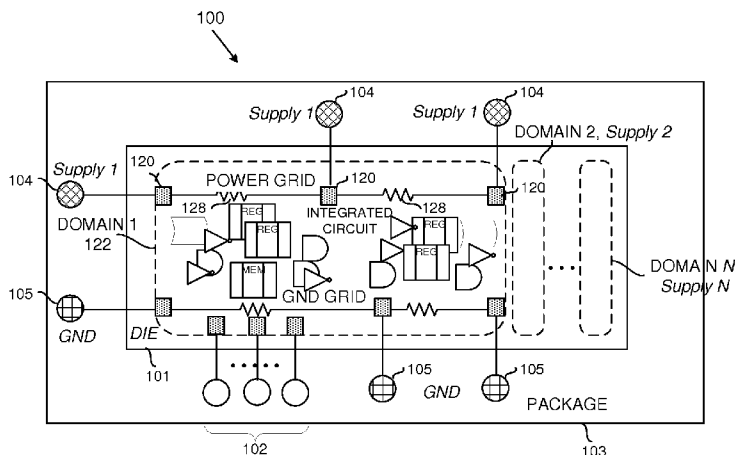 100
104
104
Supply 1
Supply 1
DOMAIN 2, Supply 2
Supply 1
120
104
POWER GRID
120
120
128
INTEGRATED
CIRCUIT
128
DOMAIN 1
122
REG
REG
REG
REG
MEM
DOMAIN N
Supply N
GND GRID
105
GND
DIE
101
105
GND
105
PACKAGE
102
103